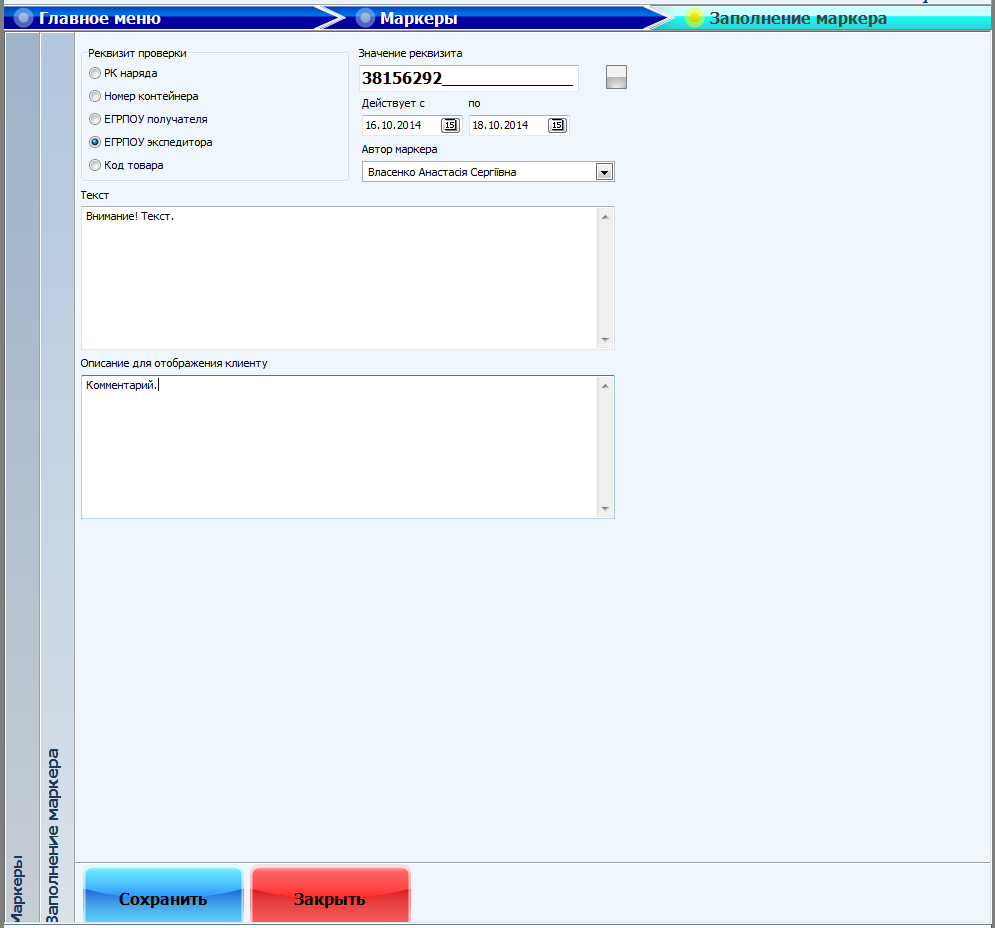 Главное меню
Маркеры
Заполнение маркера
Реквизит проверки
РК наряда
Номер контейнера
ЕГРПОУ получателя
ЕГРПОУ экспедитора
Код товара
Значение реквизита
38156292_______________
Действует с по
16.10.2014 15 18.10.2014 15
Автор маркера
Власенко Анастасія Сергіївна
Текст
Внимание! Текст.
Описание для отображения клиенту
Комментарий.
Маркеры
Заполнение маркера
Сохранить Закрыть